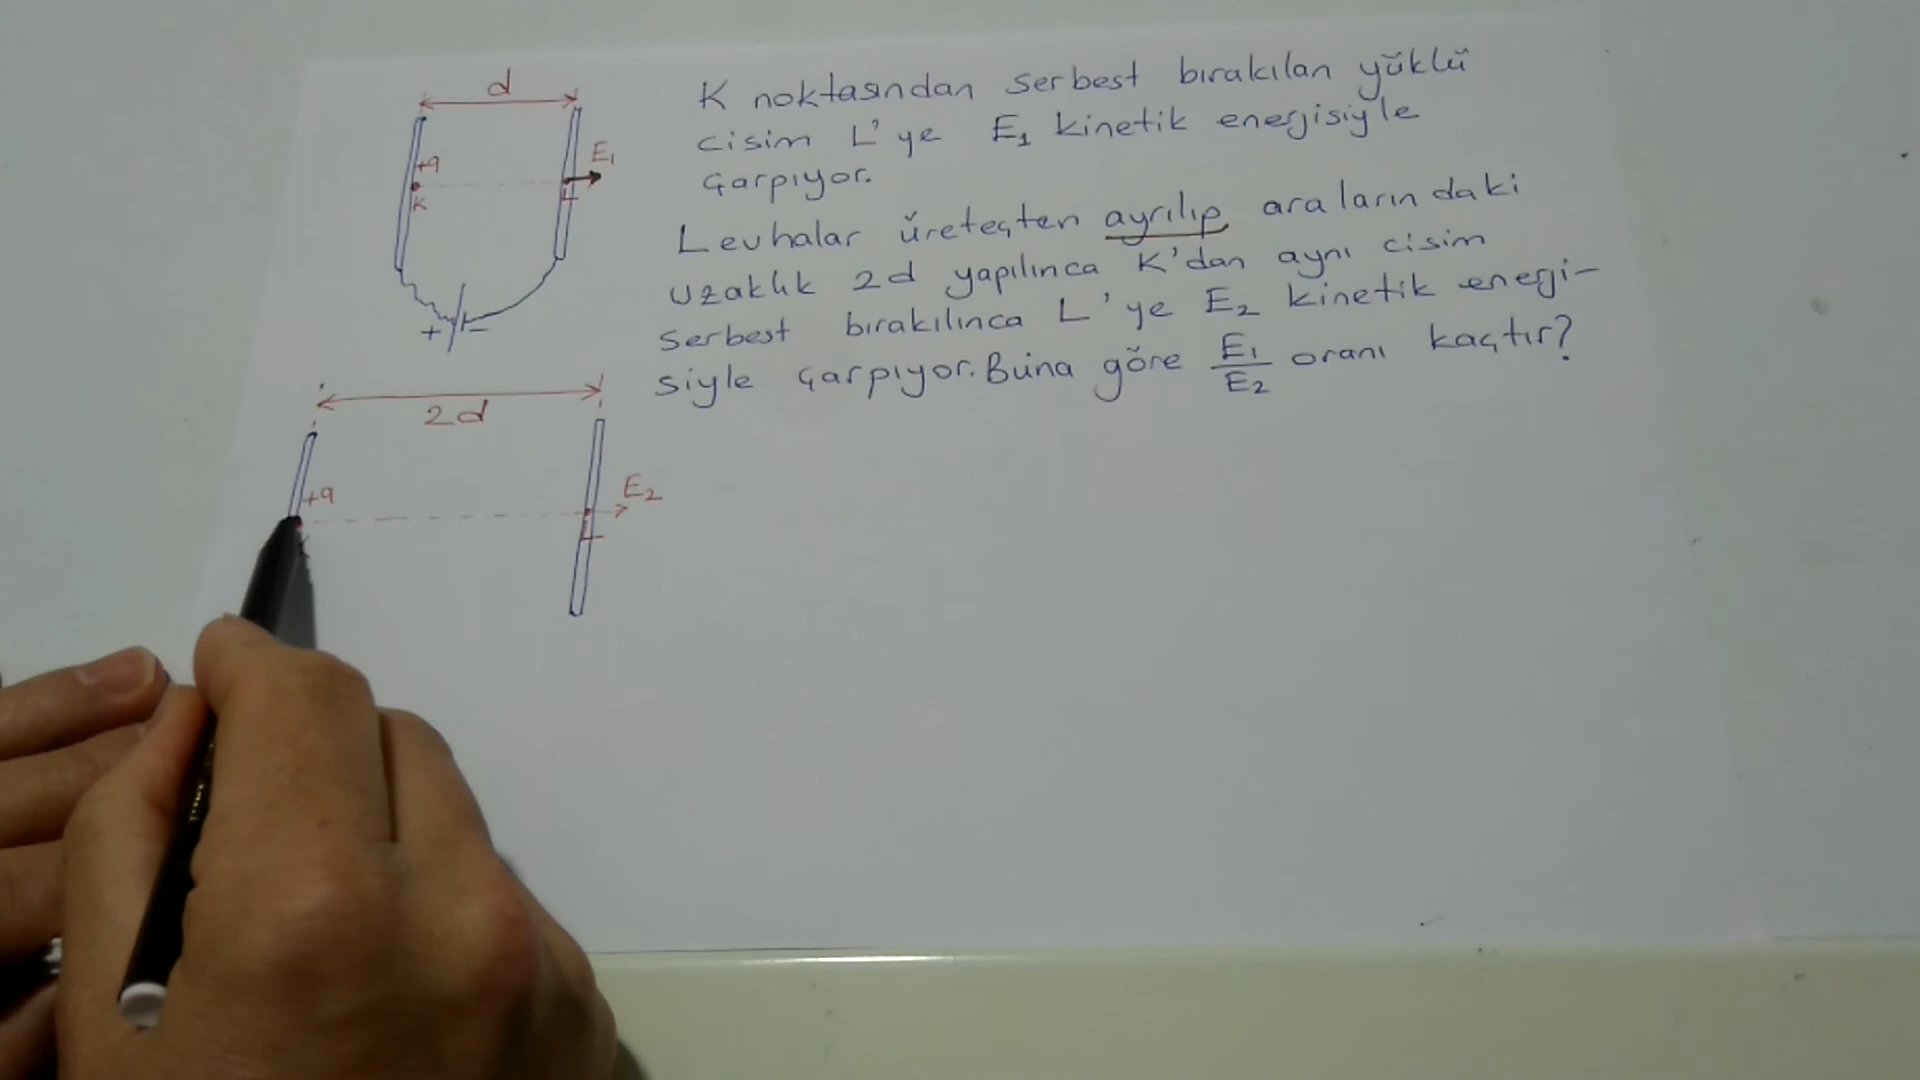 d
+q
K
L
E₁
+ -
K noktasından serbest bırakılan yüklü
cisim L'ye E₁ kinetik enerjisiyle
çarpıyor.
Levhalar üreteçten ayrılıp aralarındaki
uzaklık 2d yapılınca K'dan aynı cisim
serbest bırakılınca L'ye E₂ kinetik enerji-
siyle çarpıyor. Buna göre E₁/E₂ oranı kaçtır?
2d
+q
E₂
L